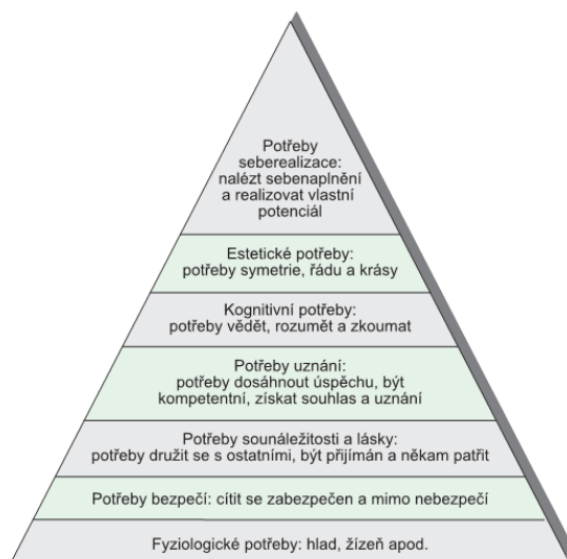 Potřeby
seberealizace:
nalézt sebenaplnění
a realizovat vlastní
potenciál
Estetické potřeby:
potřeby symetrie, řádu a krásy
Kognitivní potřeby:
potřeby vědět, rozumět a zkoumat
Potřeby uznání:
potřeby dosáhnout úspěchu, být
kompetentní, získat souhlas a uznání
Potřeby sounáležitosti a lásky:
potřeby družit se s ostatními, být přijímán a někam patřit
Potřeby bezpečí: cítit se zabezpečen a mimo nebezpečí
Fyziologické potřeby: hlad, žízeň apod.